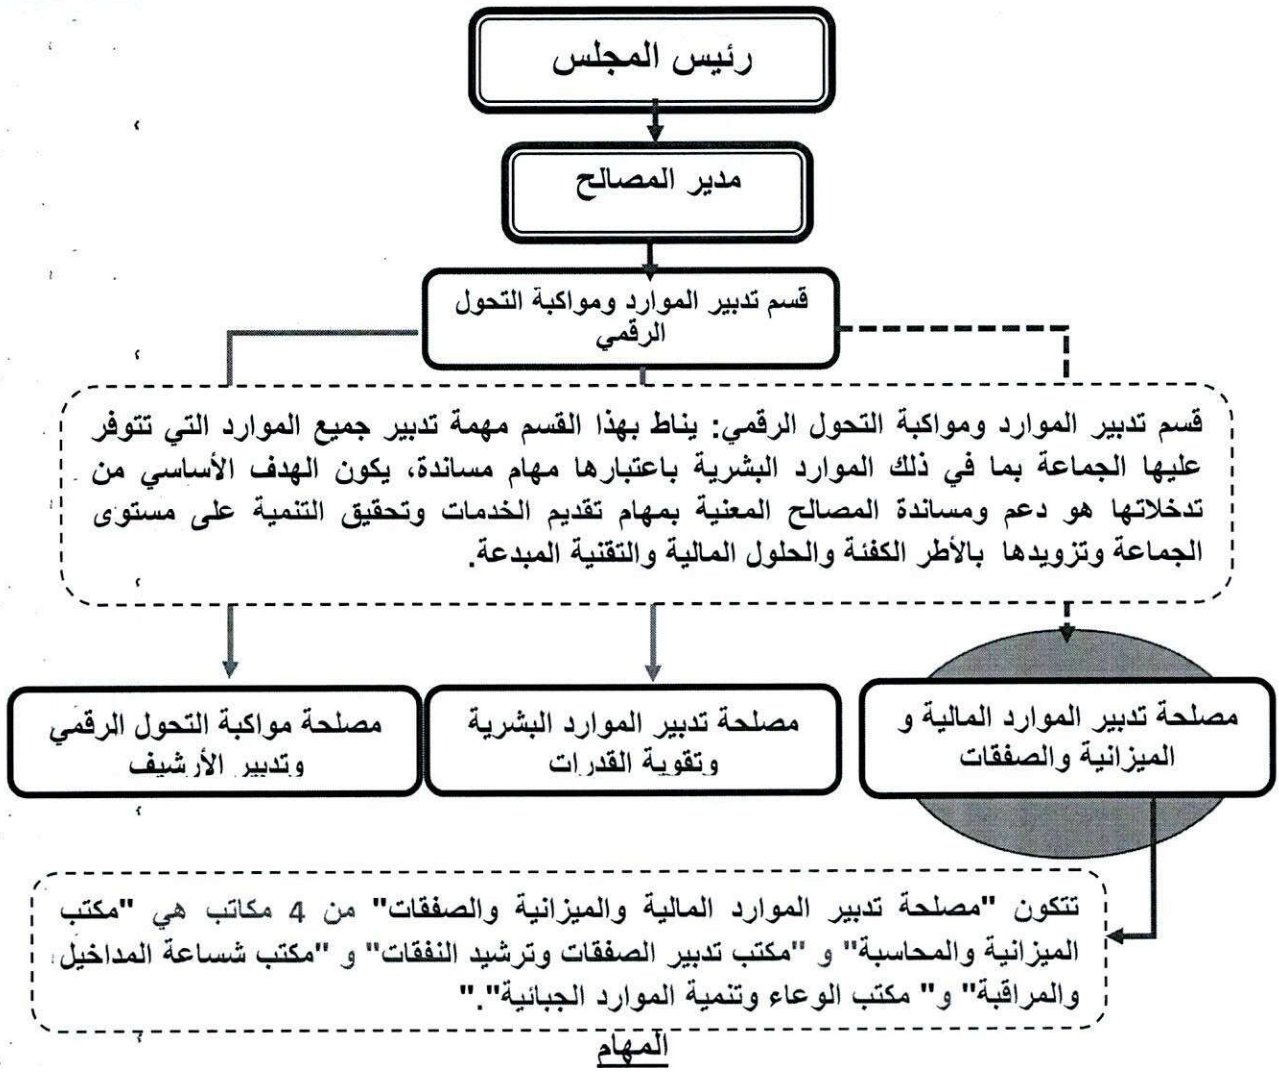 رئيس المجلس
مدير المصالح
قسم تدبير الموارد ومواكبة التحول
الرقمي
قسم تدبير الموارد ومواكبة التحول الرقمي: يناط بهذا القسم مهمة تدبير جميع الموارد التي تتوفر
عليها الجماعة بما في ذلك الموارد البشرية باعتبارها مهام مساندة، يكون الهدف الأساسي من
تدخلاتها هو دعم ومساندة المصالح المعنية بمهام تقديم الخدمات وتحقيق التنمية على مستوى
الجماعة وتزويدها بالأطر الكفئة والحلول المالية والتقنية المبدعة.
مصلحة تدبير الموارد المالية و
الميزانية والصفقات
مصلحة تدبير الموارد البشرية
وتقوية القدرات
مصلحة مواكبة التحول الرقمي
وتدبير الأرشيف
تتكون "مصلحة تدبير الموارد المالية والميزانية والصفقات" من 4 مكاتب هي "مكتب
الميزانية والمحاسبة" و "مكتب تدبير الصفقات وترشيد النفقات" و "مكتب شساعة المداخيل،
والمراقبة" و" مكتب الوعاء وتنمية الموارد الجبائية"."
المهام